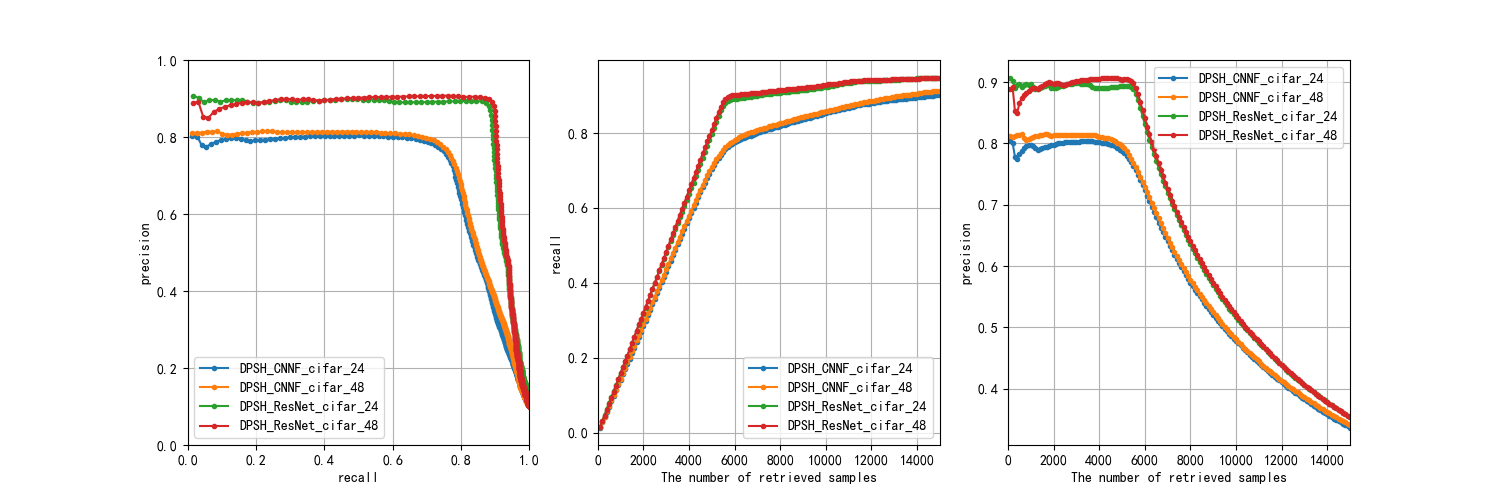 precision
1.0
0.8
0.6
0.4
0.2
0.0
DPSH_CNNF_cifar_24
DPSH_CNNF_cifar_48
DPSH_ResNet_cifar_24
DPSH_ResNet_cifar_48
0.0 0.2 0.4 0.6 0.8 1.0
recall
recall
0.8
0.6
0.4
0.2
0.0
DPSH_CNNF_cifar_24
DPSH_CNNF_cifar_48
DPSH_ResNet_cifar_24
DPSH_ResNet_cifar_48
0 2000 4000 6000 8000 10000 12000 14000
The number of retrieved samples
precision
0.9
0.8
0.7
0.6
0.5
0.4
DPSH_CNNF_cifar_24
DPSH_CNNF_cifar_48
DPSH_ResNet_cifar_24
DPSH_ResNet_cifar_48
0 2000 4000 6000 8000 10000 12000 14000
The number of retrieved samples